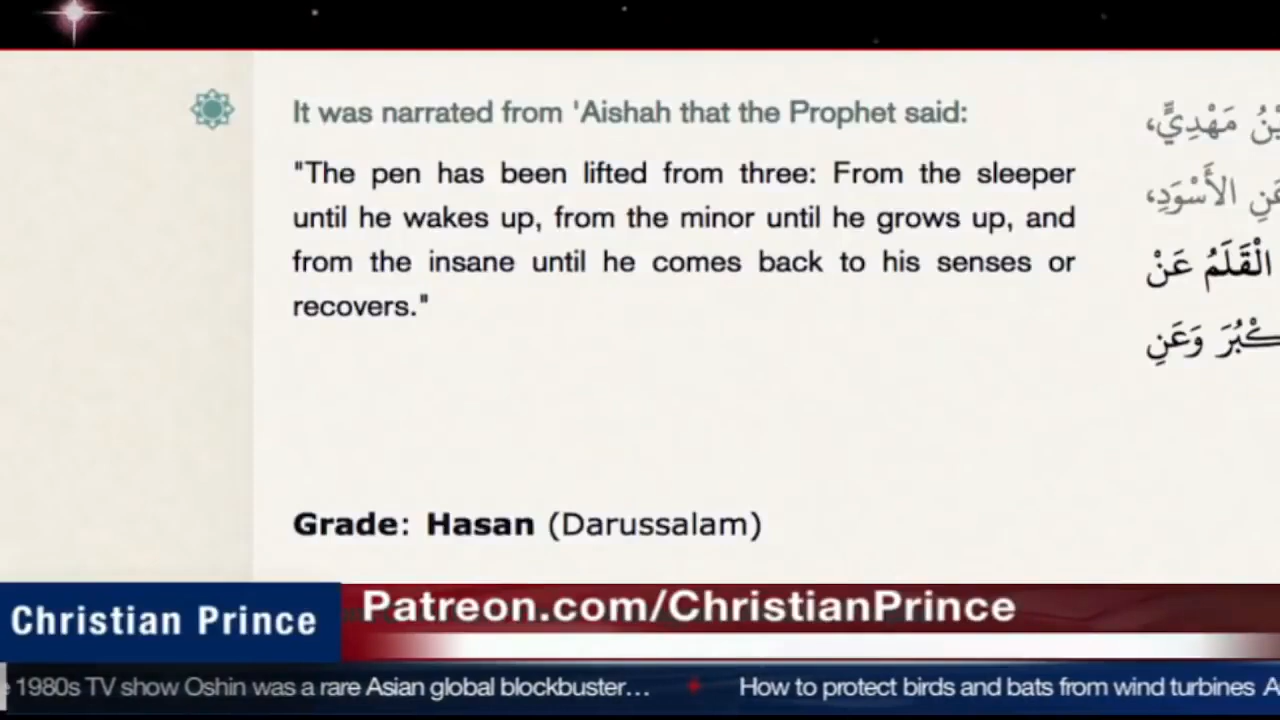 It was narrated from 'Aishah that the Prophet said:
"The pen has been lifted from three: From the sleeper
until he wakes up, from the minor until he grows up, and
from the insane until he comes back to his senses or
recovers."
بْنُ مَهْدِيٍّ،
عَنِ الأَسْوَدِ،
الْقَلَمُ عَنْ
وَعَنِ
Grade: Hasan (Darussalam)
Christian Prince
Patreon.com/ChristianPrince
1980s TV show Oshin was a rare Asian global blockbuster... How to protect birds and bats from wind turbines